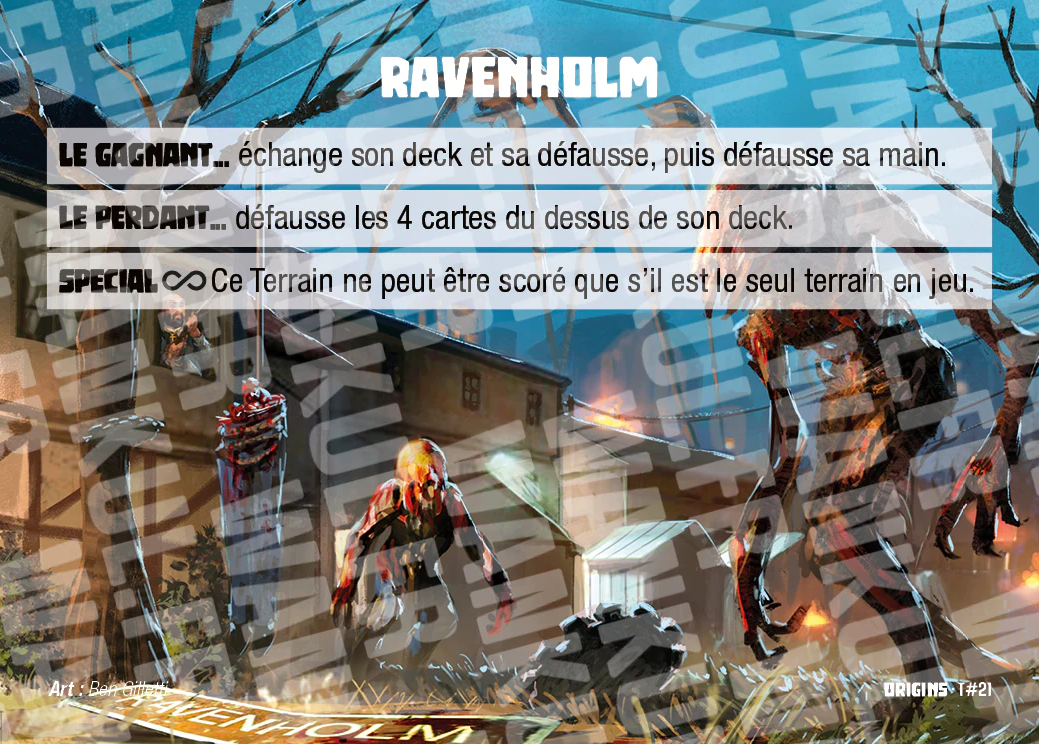 RAVENHOLM
LE GAGNANT... échange son deck et sa défausse, puis défausse sa main.
LE PERDANT... défausse les 4 cartes du dessus de son deck.
SPECIAL ∞ Ce Terrain ne peut être scoré que s'il est le seul terrain en jeu.
Art : Ben Gilletti
ORIGINS T#21
RAVENHOLM